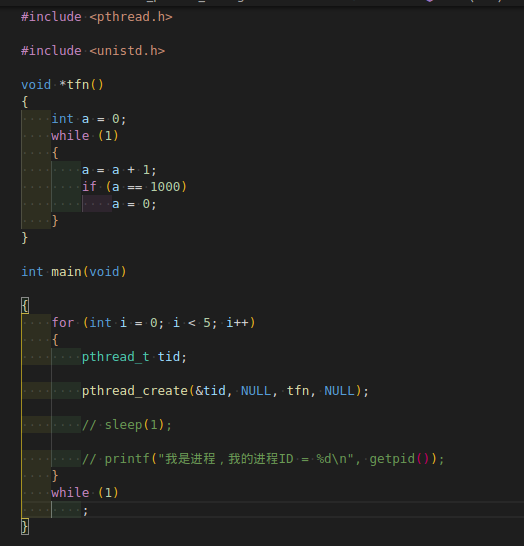 #include <pthread.h>
#include <unistd.h>
void *tfn()
{
int a = 0;
while (1)
{
a = a + 1;
if (a == 1000)
a = 0;
}
}
int main(void)
{
for (int i = 0; i < 5; i++)
{
pthread_t tid;
pthread_create(&tid, NULL, tfn, NULL);
// sleep(1);
// printf("我是进程，我的进程ID = %d\n", getpid());
}
while (1)
;
}